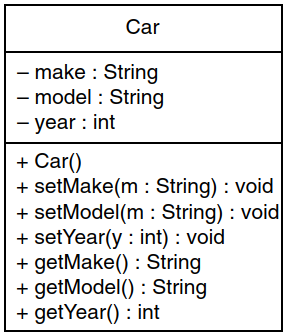 Car
– make : String
– model : String
– year : int
+ Car()
+ setMake(m : String) : void
+ setModel(m : String) : void
+ setYear(y : int) : void
+ getMake() : String
+ getModel() : String
+ getYear() : int